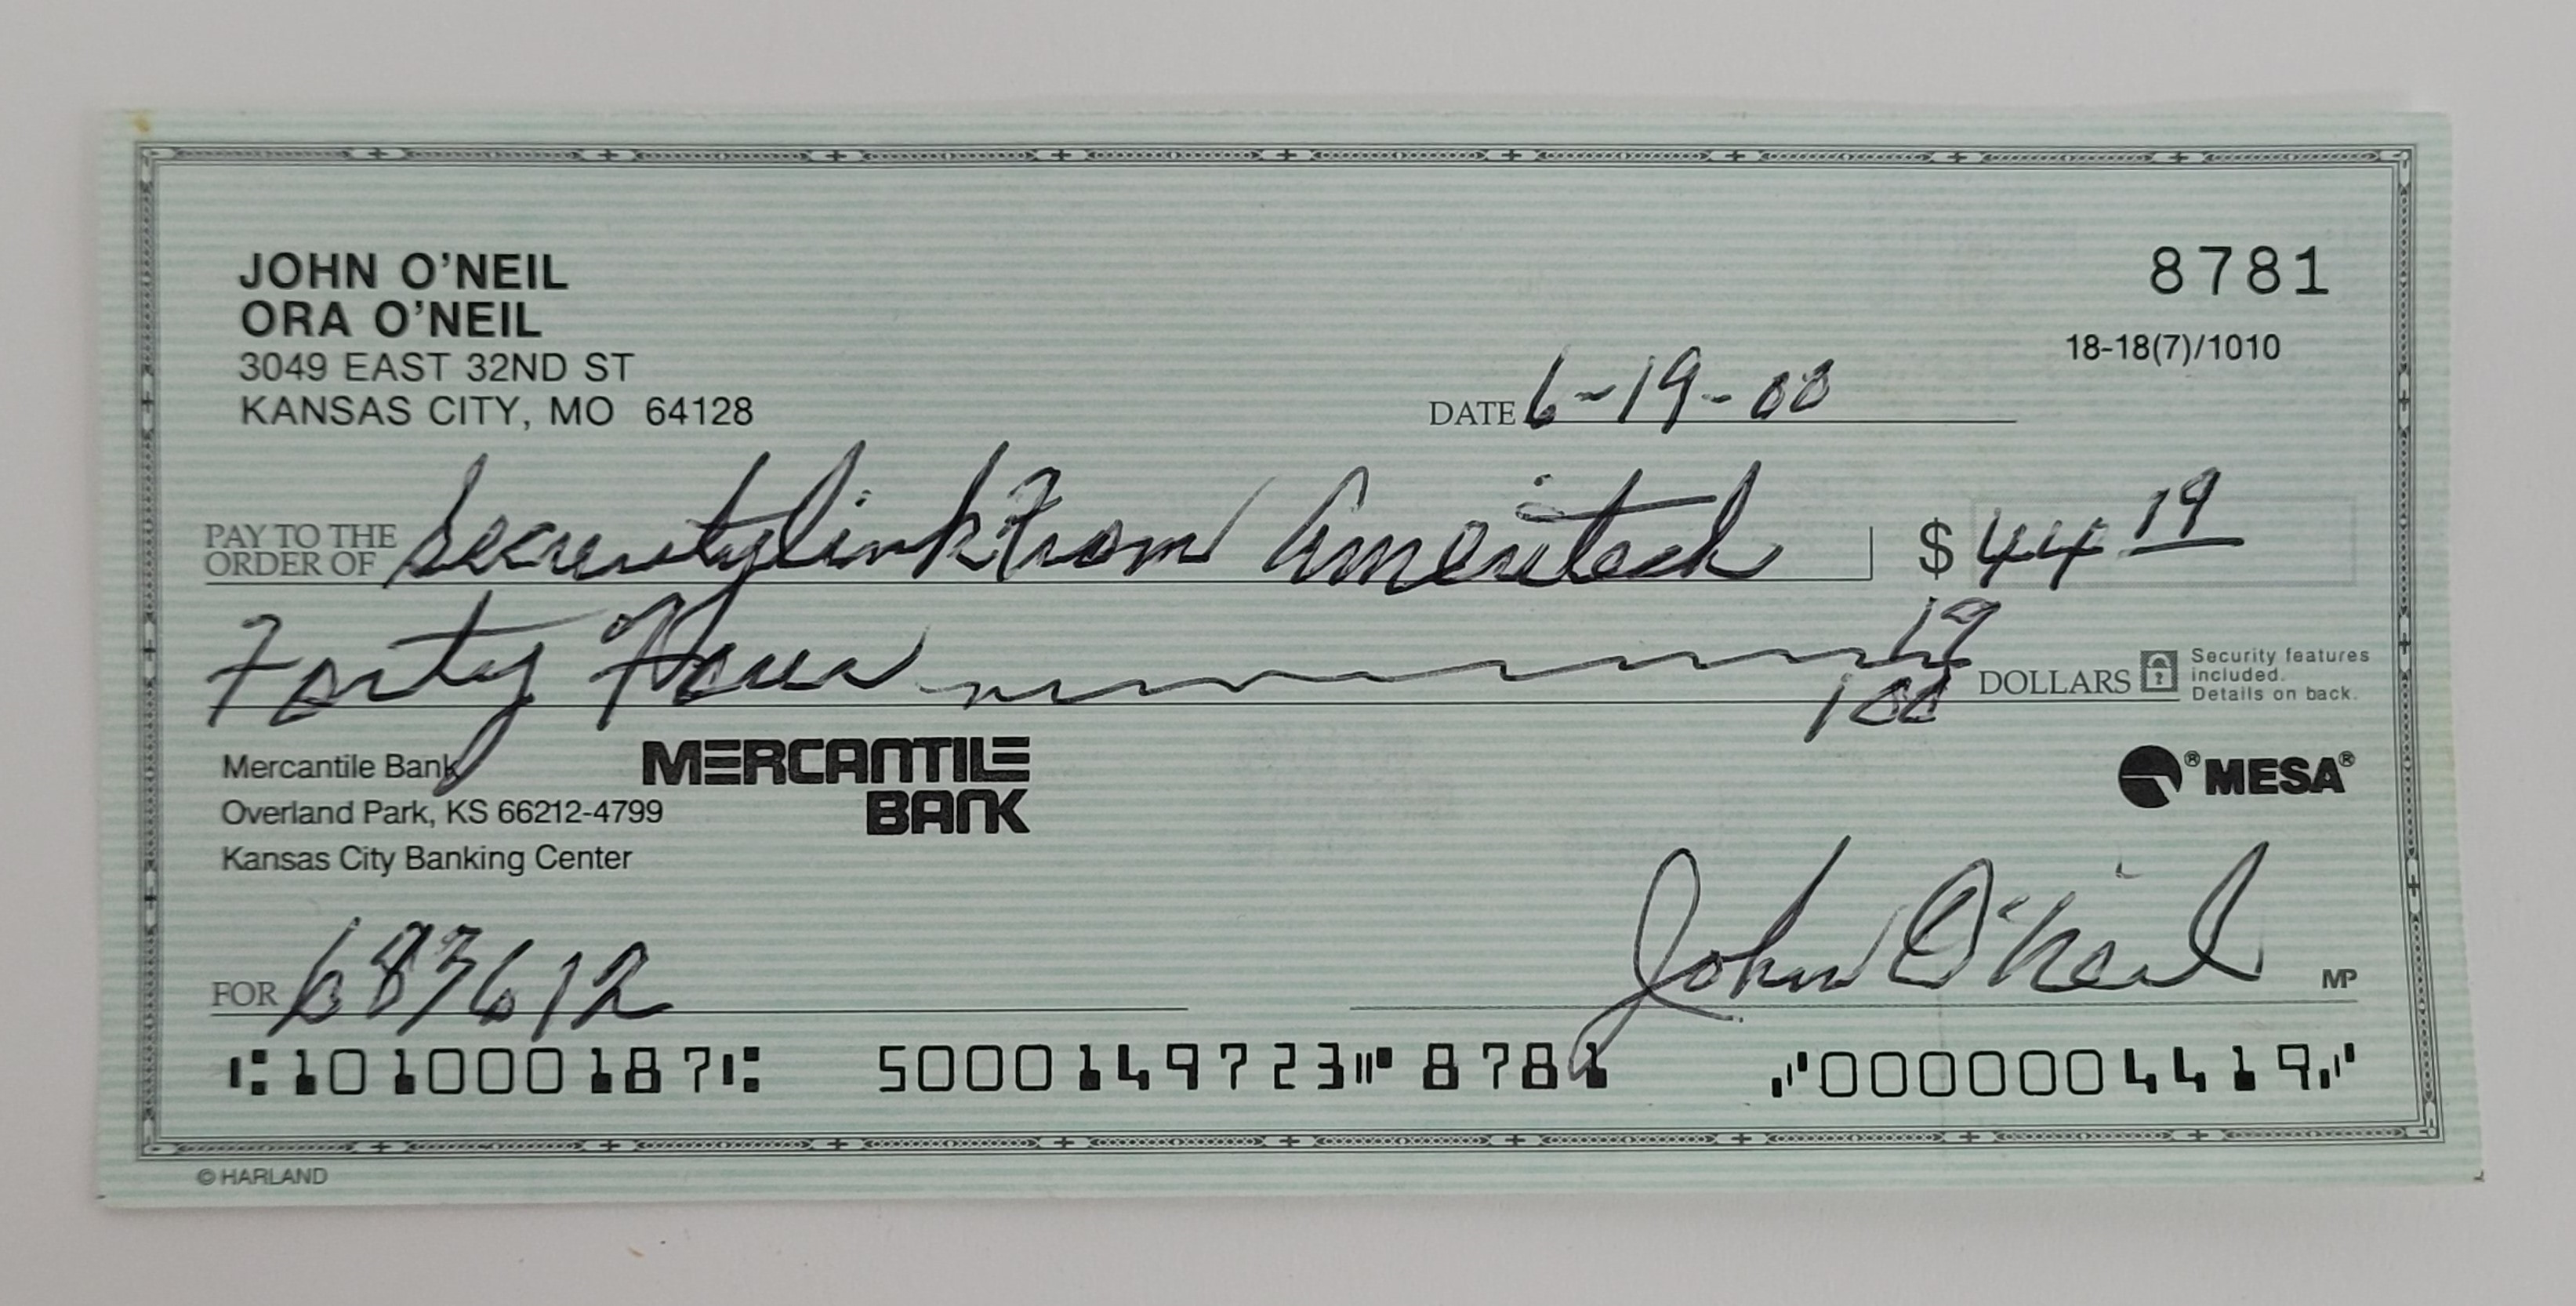 JOHN O'NEIL
ORA O'NEIL
3049 EAST 32ND ST
KANSAS CITY, MO 64128
8781
18-18(7)/1010
DATE 6-19-00
PAY TO THE ORDER OF Securitylink From Ameritech $ 44 19
Forty Four 19/100 DOLLARS
Security features
included.
Details on back.
Mercantile Bank
Overland Park, KS 66212-4799
Kansas City Banking Center
MERCANTILE
BANK
® MESA®
FOR 683612
John O'Neil MP
⑆101000187⑆ 5000149723⑈ 8781 ⑇0000004419⑇
© HARLAND